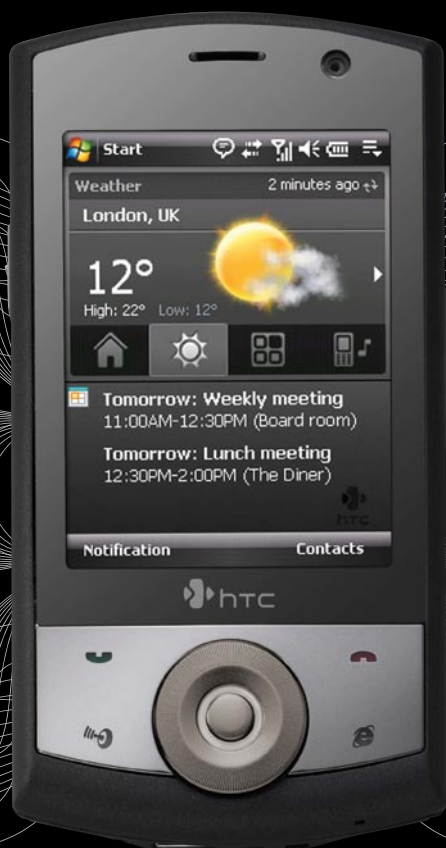 Start
Weather 2 minutes ago
London, UK
12°
High: 22° Low: 12°
Tomorrow: Weekly meeting
11:00AM-12:30PM (Board room)
Tomorrow: Lunch meeting
12:30PM-2:00PM (The Diner)
hTC
Notification Contacts
hTC